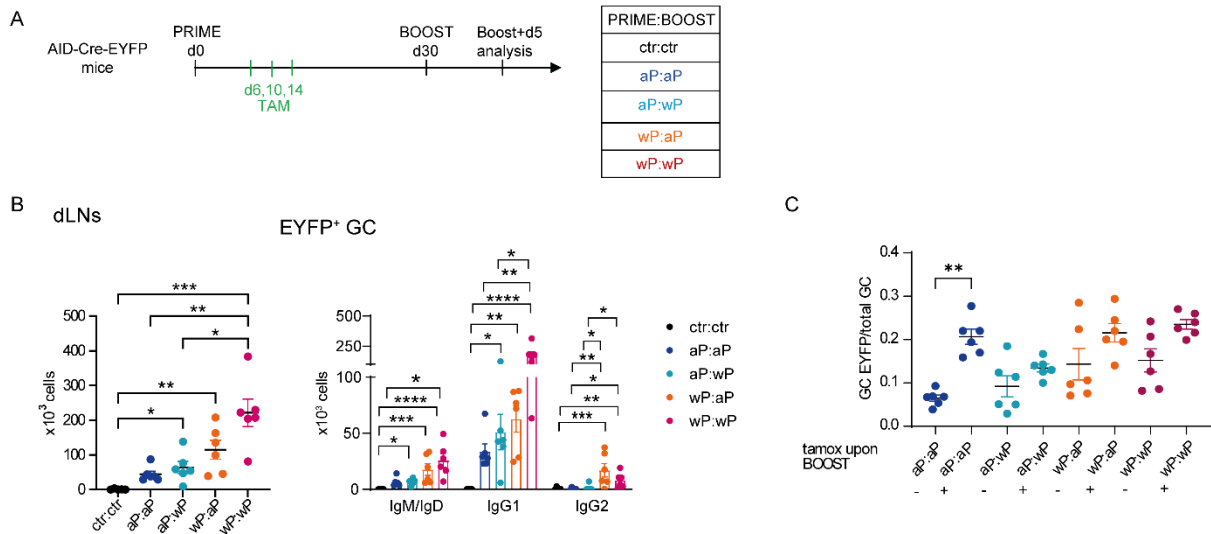 A
AID-Cre-EYFP
mice
PRIME
d0
d6,10,14
TAM
BOOST
d30
Boost+d5
analysis
PRIME:BOOST
ctr:ctr
aP:aP
aP:wP
wP:aP
wP:wP
B
dLNs
EYFP⁺ GC
x10³ cells
500
400
300
200
100
0
***
**
*
**
*
ctr:ctr
aP:aP
aP:wP
wP:aP
wP:wP
x10³ cells
500
300
150
100
50
0
*
****
***
*
*
**
****
**
*
*
*
**
*
**
***
IgM/IgD
IgG1
IgG2
ctr:ctr
aP:aP
aP:wP
wP:aP
wP:wP
C
GC EYFP/total GC
0.4
0.3
0.2
0.1
0.0
**
aP:aP
aP:aP
aP:wP
aP:wP
wP:aP
wP:aP
wP:wP
wP:wP
tamox upon
BOOST
- + - + - + - +